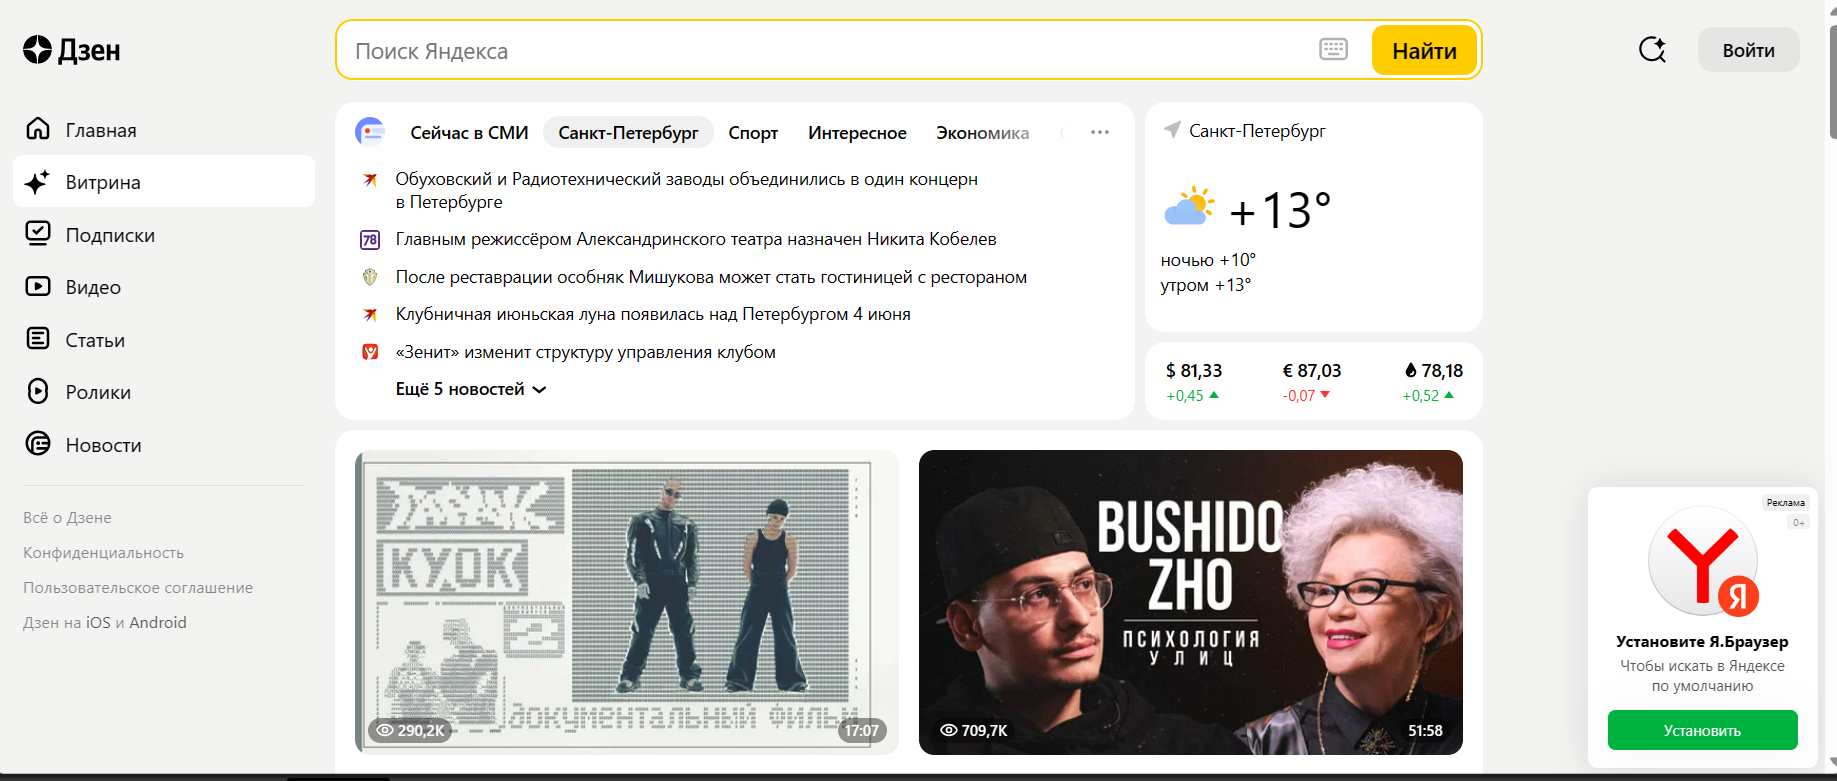 Дзен
Поиск Яндекса
Найти
Войти
Главная
Витрина
Подписки
Видео
Статьи
Ролики
Новости
Всё о Дзене
Конфиденциальность
Пользовательское соглашение
Дзен на iOS и Android
Сейчас в СМИ
Санкт-Петербург
Спорт
Интересное
Экономика
Обуховский и Радиотехнический заводы объединились в один концерн
в Петербурге
78
Главным режиссёром Александринского театра назначен Никита Кобелев
После реставрации особняк Мишукова может стать гостиницей с рестораном
Клубничная июньская луна появилась над Петербургом 4 июня
«Зенит» изменит структуру управления клубом
Ещё 5 новостей
Санкт-Петербург
+13°
ночью +10°
утром +13°
$ 81,33
€ 87,03
78,18
+0,45
-0,07
+0,52
КУОК
2
ДОКУМЕНТАЛЬНЫЙ ФИЛЬМ
290,2K
17:07
BUSHIDO
ZHO
ПСИХОЛОГИЯ
УЛИЦ
709,7K
51:58
Реклама
0+
Y
Я
Установите Я.Браузер
Чтобы искать в Яндексе
по умолчанию
Установить